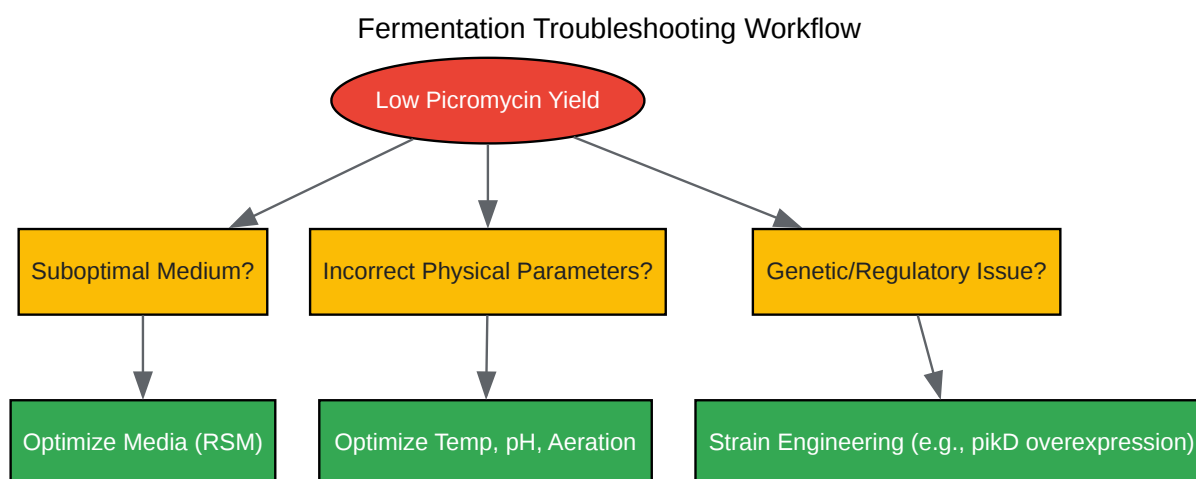 Fermentation Troubleshooting Workflow
Low Picromycin Yield
Suboptimal Medium?
Incorrect Physical Parameters?
Genetic/Regulatory Issue?
Optimize Media (RSM)
Optimize Temp, pH, Aeration
Strain Engineering (e.g., pikD overexpression)